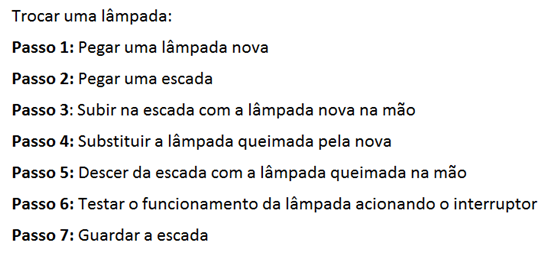 Trocar uma lâmpada:
Passo 1: Pegar uma lâmpada nova
Passo 2: Pegar uma escada
Passo 3: Subir na escada com a lâmpada nova na mão
Passo 4: Substituir a lâmpada queimada pela nova
Passo 5: Descer da escada com a lâmpada queimada na mão
Passo 6: Testar o funcionamento da lâmpada acionando o interruptor
Passo 7: Guardar a escada